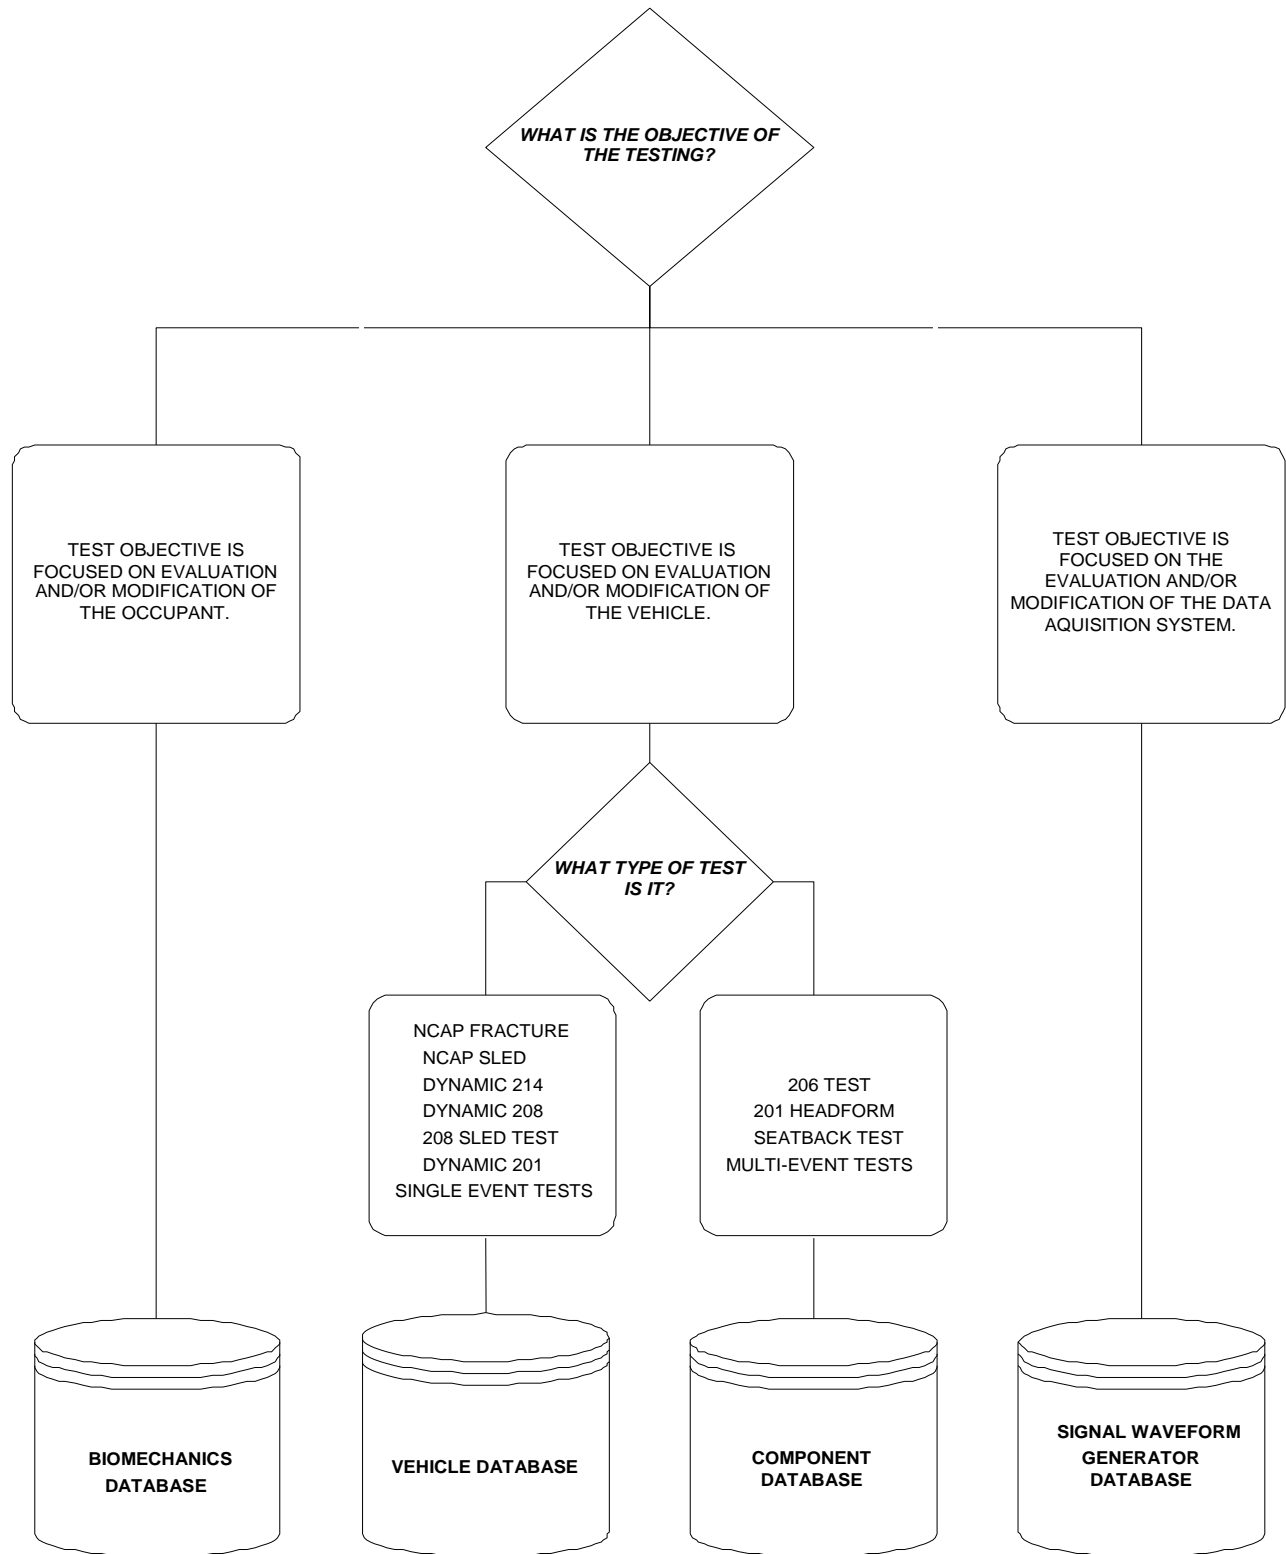 WHAT IS THE OBJECTIVE OF
THE TESTING?
TEST OBJECTIVE IS
FOCUSED ON EVALUATION
AND/OR MODIFICATION OF
THE OCCUPANT.
TEST OBJECTIVE IS
FOCUSED ON EVALUATION
AND/OR MODIFICATION OF
THE VEHICLE.
TEST OBJECTIVE IS
FOCUSED ON THE
EVALUATION AND/OR
MODIFICATION OF THE DATA
AQUISITION SYSTEM.
WHAT TYPE OF TEST
IS IT?
NCAP FRACTURE
NCAP SLED
DYNAMIC 214
DYNAMIC 208
208 SLED TEST
DYNAMIC 201
SINGLE EVENT TESTS
206 TEST
201 HEADFORM
SEATBACK TEST
MULTI-EVENT TESTS
BIOMECHANICS
DATABASE
VEHICLE DATABASE
COMPONENT
DATABASE
SIGNAL WAVEFORM
GENERATOR
DATABASE